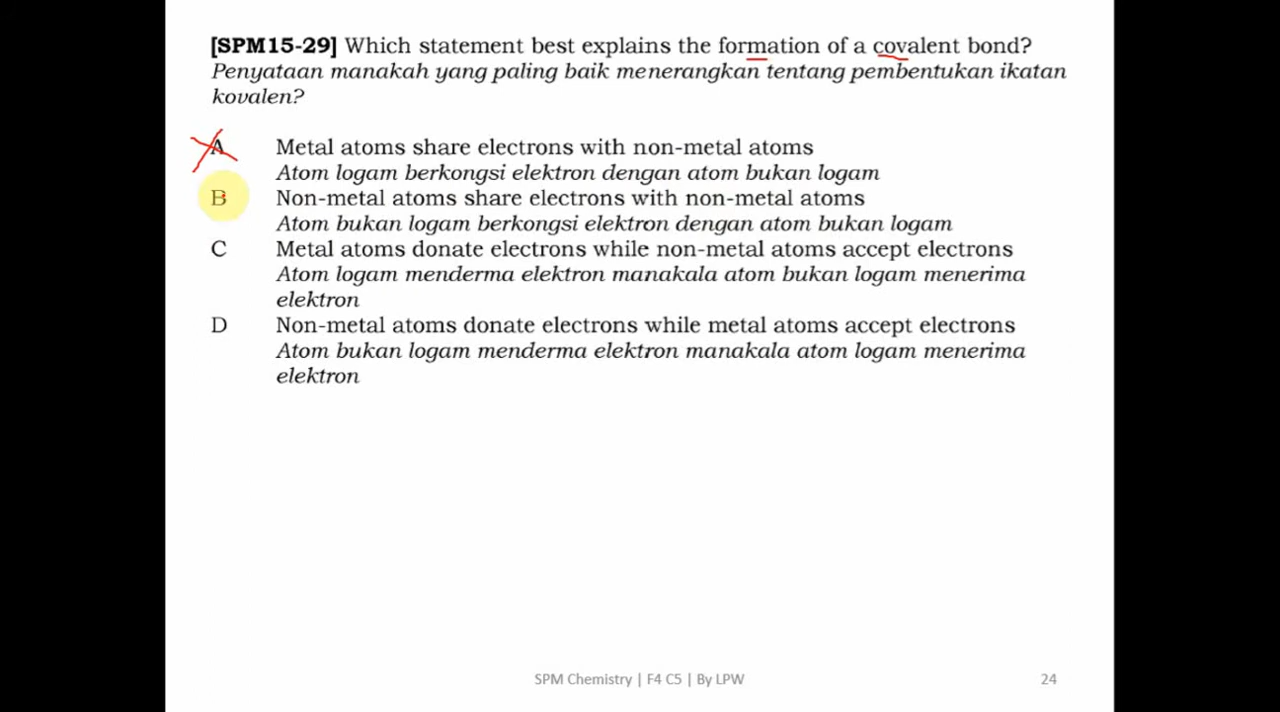 [SPM15-29] Which statement best explains the formation of a covalent bond?
Penyataan manakah yang paling baik menerangkan tentang pembentukan ikatan
kovalen?
A Metal atoms share electrons with non-metal atoms
Atom logam berkongsi elektron dengan atom bukan logam
B Non-metal atoms share electrons with non-metal atoms
Atom bukan logam berkongsi elektron dengan atom bukan logam
C Metal atoms donate electrons while non-metal atoms accept electrons
Atom logam menderma elektron manakala atom bukan logam menerima
elektron
D Non-metal atoms donate electrons while metal atoms accept electrons
Atom bukan logam menderma elektron manakala atom logam menerima
elektron
SPM Chemistry | F4 C5 | By LPW 24